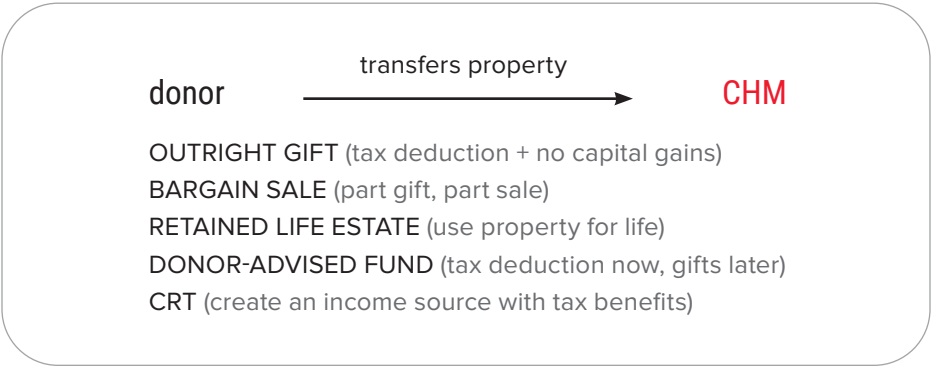 transfers property
donor CHM
OUTRIGHT GIFT (tax deduction + no capital gains)
BARGAIN SALE (part gift, part sale)
RETAINED LIFE ESTATE (use property for life)
DONOR-ADVISED FUND (tax deduction now, gifts later)
CRT (create an income source with tax benefits)